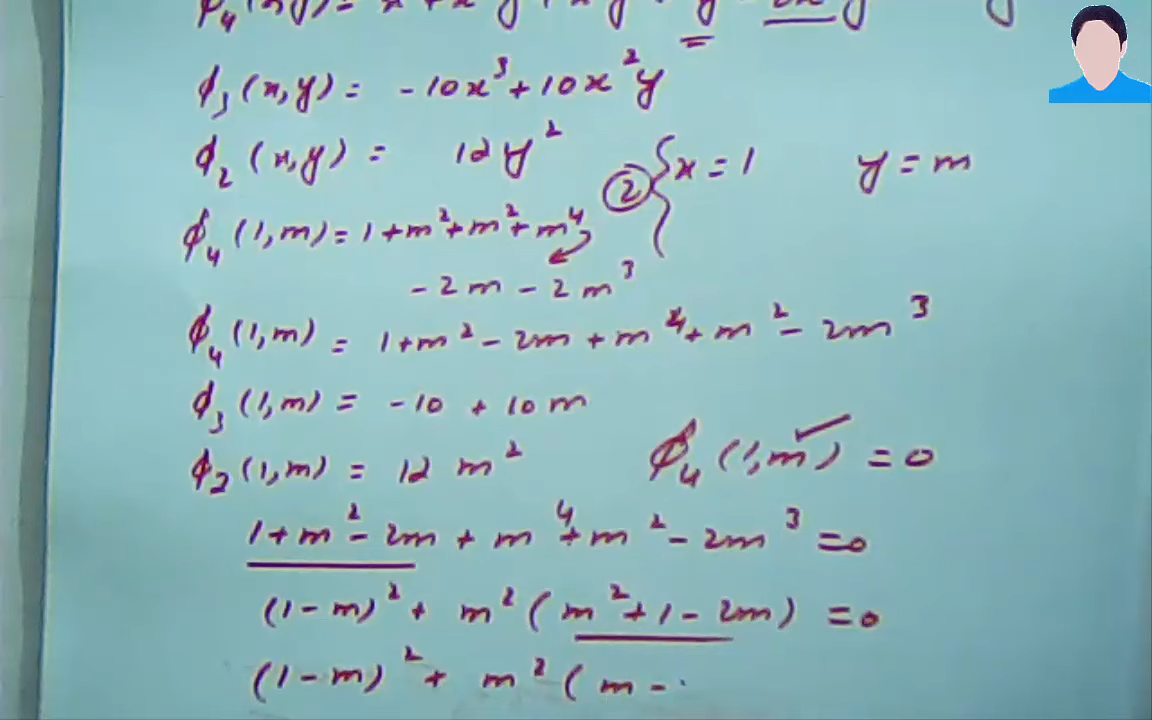 ϕ₃ (x,y) = -10x³ + 10x²y
ϕ₂ (x,y) = 12y²
② { x = 1 y = m
ϕ₄ (1,m) = 1+m²+m²+m⁴
-2m - 2m³
ϕ₄ (1,m) = 1+m² - 2m + m⁴ + m² - 2m³
ϕ₃ (1,m) = -10 + 10m
ϕ₂ (1,m) = 12 m²
ϕ₄ (1,m) = 0
1+m² - 2m + m⁴ + m² - 2m³ = 0
(1-m)² + m² (m² + 1 - 2m) = 0
(1-m)² + m² ( m -